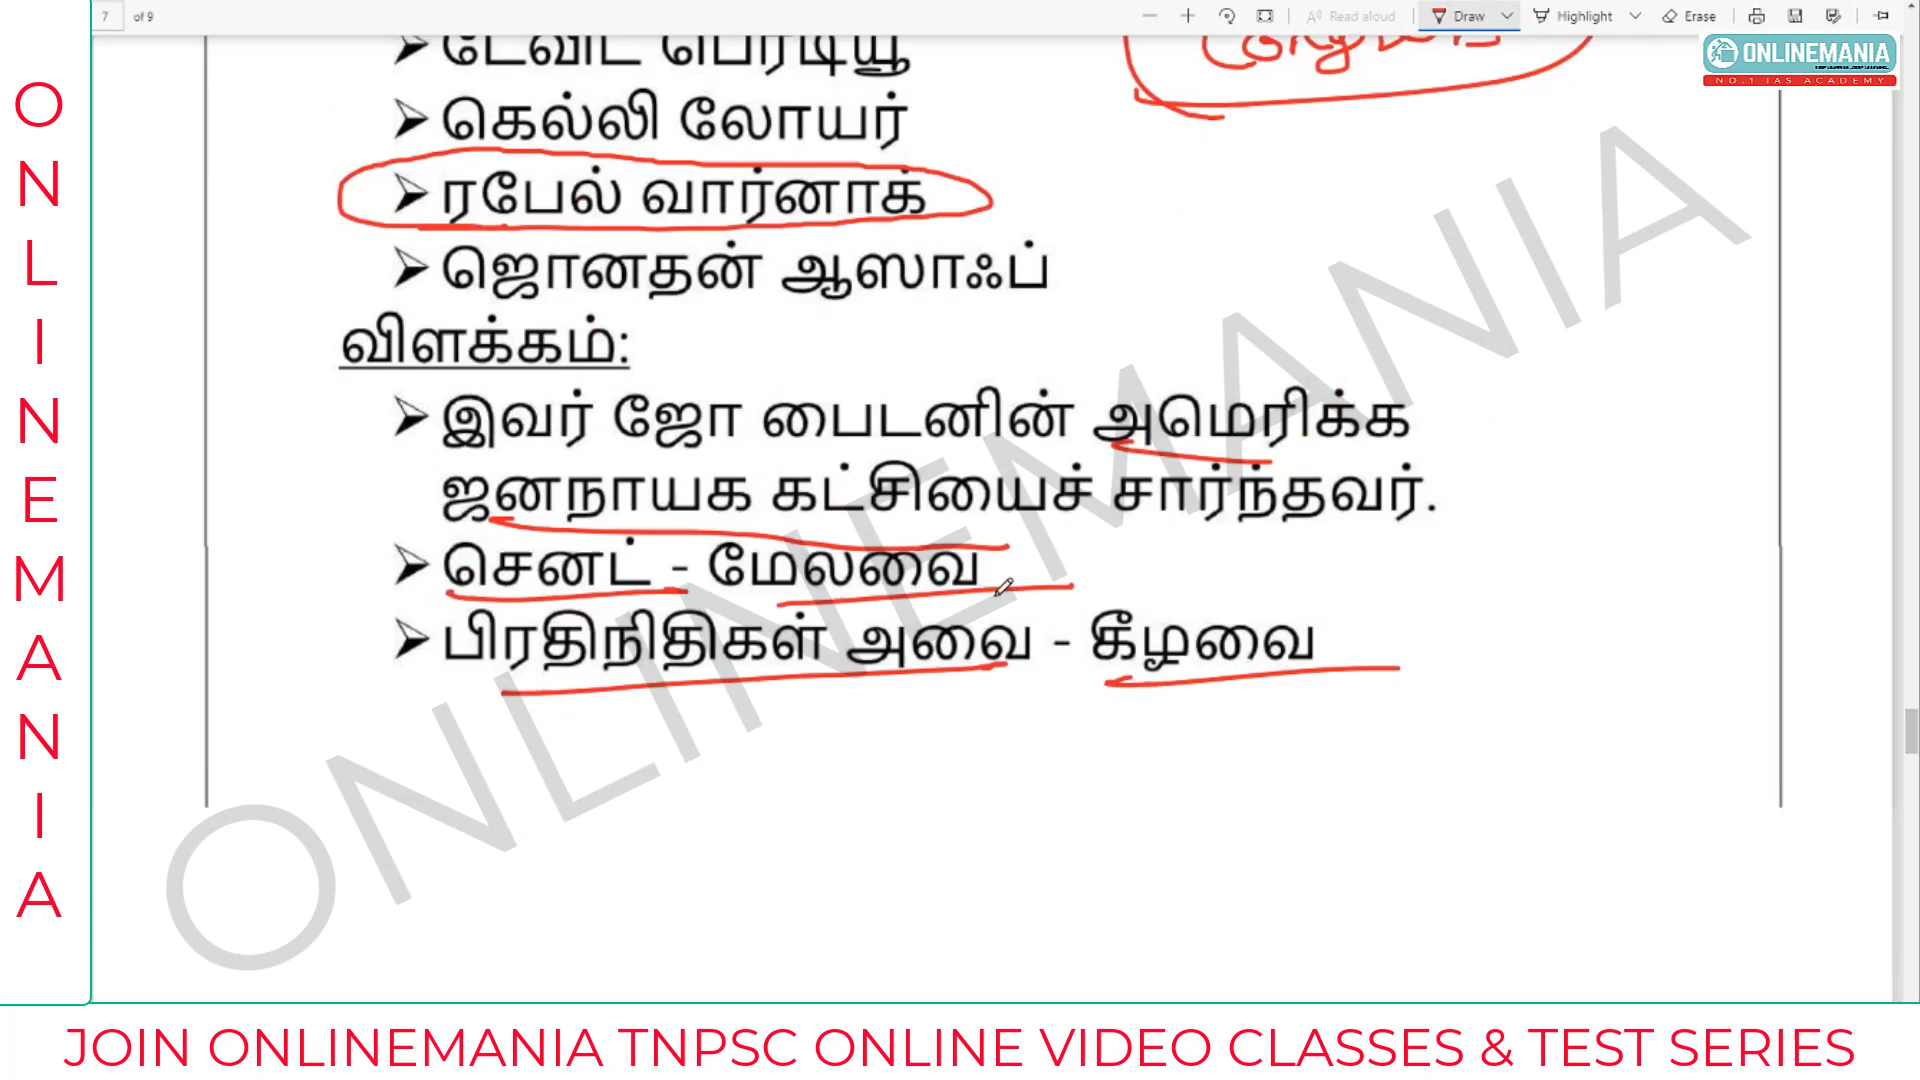 7 of 9
Read aloud
Draw
Highlight
Erase
ONLINEMANIA
NO.1 IAS ACADEMY
ONLINEMANIA
➤ டேவிட் பெர்டியூ
➤ கெல்லி லோயர்
➤ ரபேல் வார்னாக்
➤ ஜொனதன் ஆஸாஃப்
விளக்கம்:
➤ இவர் ஜோ பைடனின் அமெரிக்க
ஜனநாயக கட்சியைச் சார்ந்தவர்.
➤ செனட் - மேலவை
➤ பிரதிநிதிகள் அவை - கீழவை
ONLINEMANIA
JOIN ONLINEMANIA TNPSC ONLINE VIDEO CLASSES & TEST SERIES